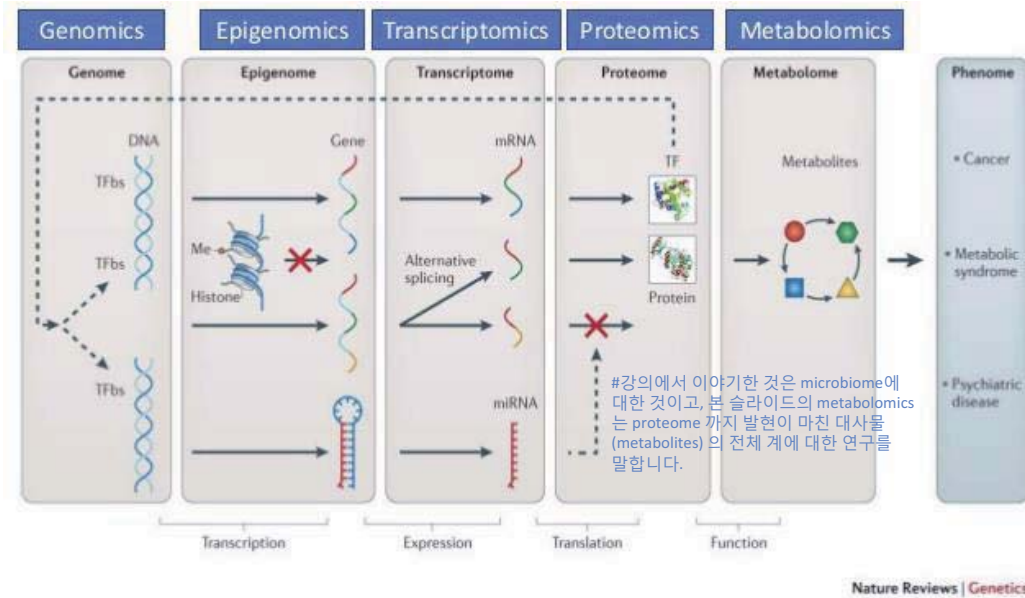 Genomics
Epigenomics
Transcriptomics
Proteomics
Metabolomics
Genome
Epigenome
Transcriptome
Proteome
Metabolome
Phenome
DNA
Gene
mRNA
TF
Metabolites
TFbs
• Cancer
Me
TFbs
Histone
Alternative
splicing
Protein
• Metabolic
syndrome
TFbs
miRNA
#강의에서 이야기한 것은 microbiome에
대한 것이고, 본 슬라이드의 metabolomics
는 proteome 까지 발현이 마친 대사물
(metabolites) 의 전체 계에 대한 연구를
말합니다.
• Psychiatric
disease
Transcription
Expression
Translation
Function
Nature Reviews | Genetics